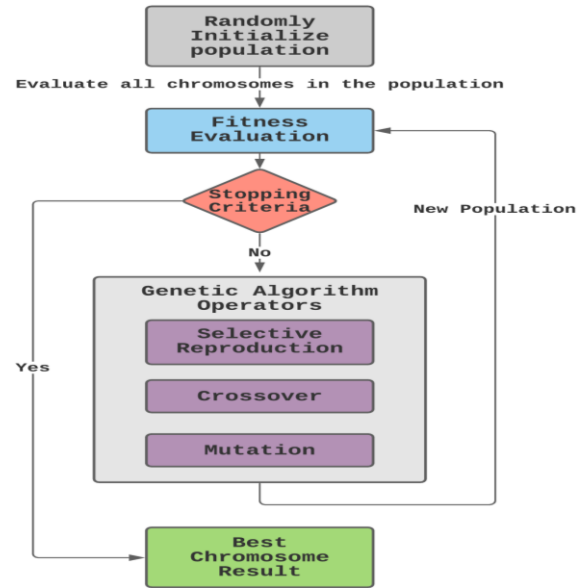 Randomly
Initialize
population
Evaluate all chromosomes in the population
Fitness
Evaluation
Stopping
Criteria
New Population
No
Genetic Algorithm
Operators
Selective
Reproduction
Yes
Crossover
Mutation
Best
Chromosome
Result